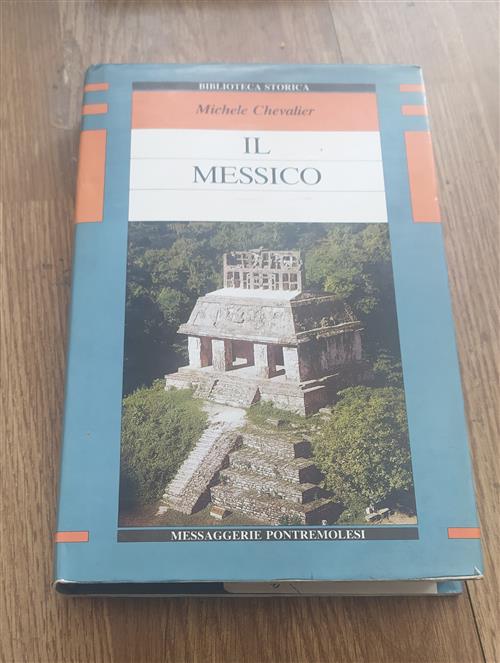 BIBLIOTECA STORICA
Michele Chevalier
IL
MESSICO
MESSAGGERIE PONTREMOLESI